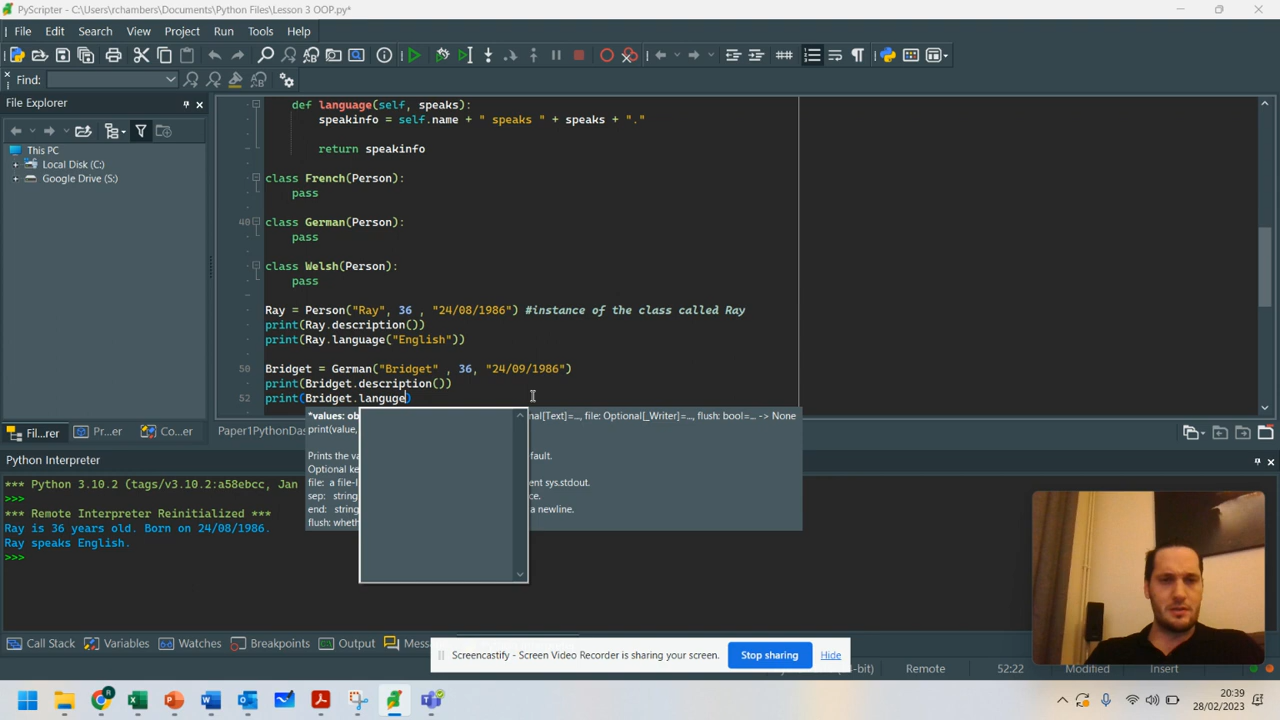 PyScripter - C:\Users\rchambers\Documents\Python Files\Lesson 3 OOP.py*
File Edit Search View Project Run Tools Help
Find:
File Explorer
This PC
Local Disk (C:)
Google Drive (S:)
def language(self, speaks):
speakinfo = self.name + " speaks " + speaks + "."
return speakinfo
class French(Person):
pass
40
class German(Person):
pass
class Welsh(Person):
pass
Ray = Person("Ray", 36 , "24/08/1986") #instance of the class called Ray
print(Ray.description())
print(Ray.language("English"))
50 Bridget = German("Bridget" , 36, "24/09/1986")
print(Bridget.description())
52 print(Bridget.languge)
*values: ob nal[Text]=..., file: Optional[_Writer]=..., flush: bool=... -> None
print(value,
Prints the va fault.
Optional ke
file: a file-l sys.stdout.
sep: string ce.
end: string a newline.
flush: wheth
Fil...rer Pr...er Co...er Paper1PythonDas
Python Interpreter
*** Python 3.10.2 (tags/v3.10.2:a58ebcc, Jan
>>>
*** Remote Interpreter Reinitialized ***
Ray is 36 years old. Born on 24/08/1986.
Ray speaks English.
>>>
Call Stack Variables Watches Breakpoints Output Mess
Screencastify - Screen Video Recorder is sharing your screen. Stop sharing Hide
-bit) Remote 52:22 Modified Insert
20:39
28/02/2023